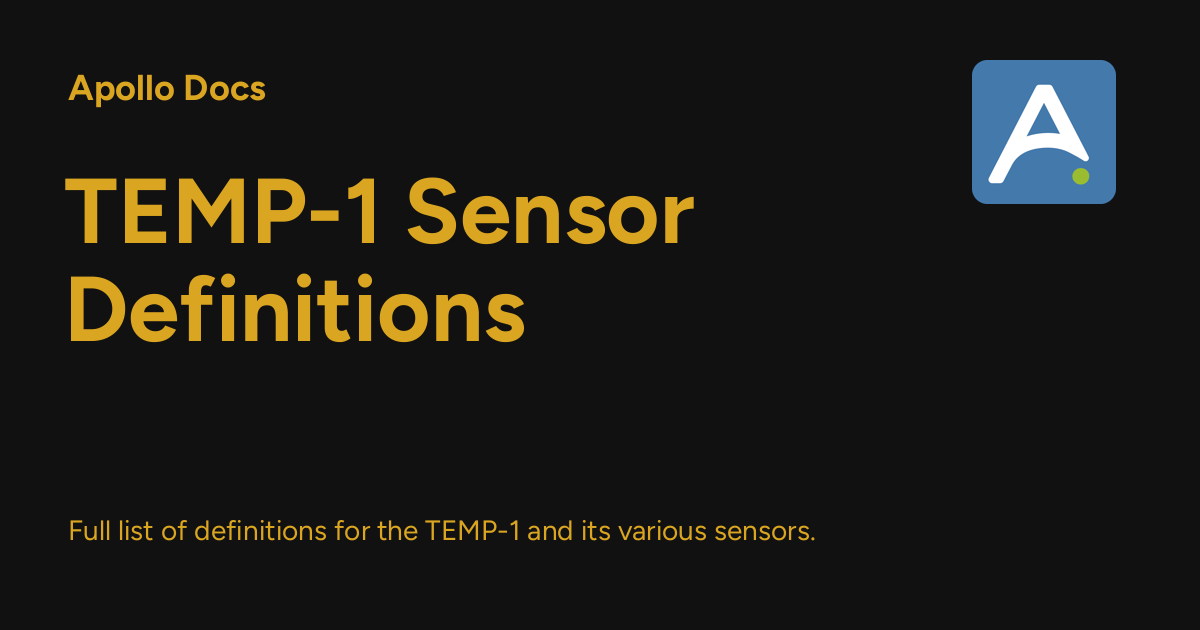 Apollo Docs
TEMP-1 Sensor
Definitions
Full list of definitions for the TEMP-1 and its various sensors.